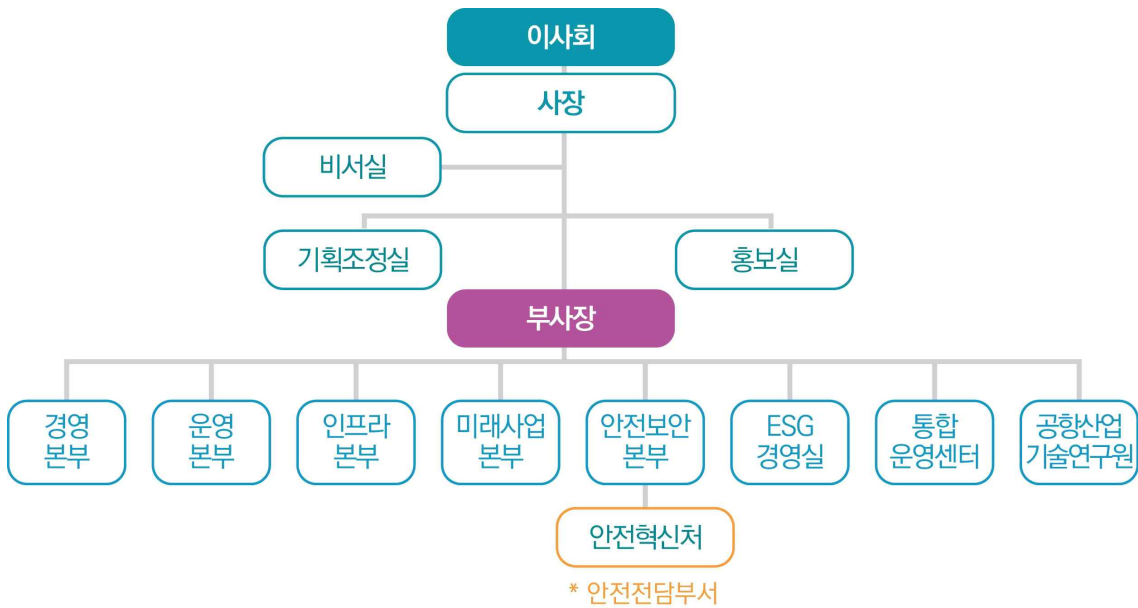 이사회
사장
비서실
기획조정실
홍보실
부사장
경영
본부
운영
본부
인프라
본부
미래사업
본부
안전보안
본부
ESG
경영실
통합
운영센터
공항산업
기술연구원
안전혁신처
* 안전전담부서